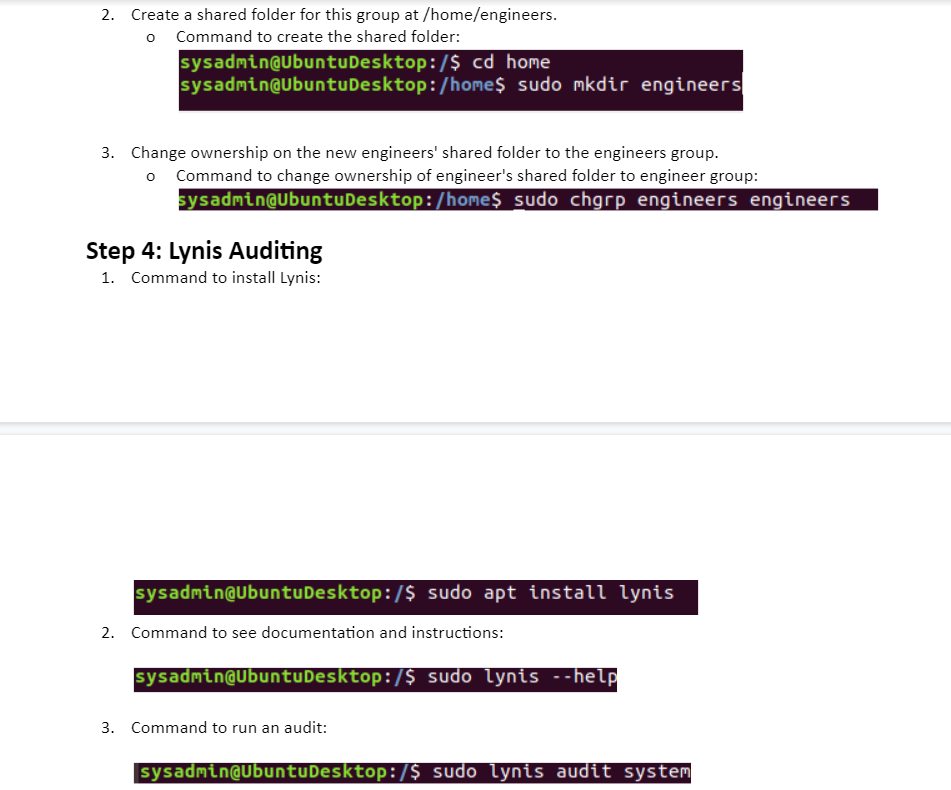 2. Create a shared folder for this group at /home/engineers.
o Command to create the shared folder:
sysadmin@UbuntuDesktop:/$ cd home
sysadmin@UbuntuDesktop:/home$ sudo mkdir engineers
3. Change ownership on the new engineers' shared folder to the engineers group.
o Command to change ownership of engineer's shared folder to engineer group:
sysadmin@UbuntuDesktop:/home$ sudo chgrp engineers engineers
Step 4: Lynis Auditing
1. Command to install Lynis:
sysadmin@UbuntuDesktop:/$ sudo apt install lynis
2. Command to see documentation and instructions:
sysadmin@UbuntuDesktop:/$ sudo lynis --help
3. Command to run an audit:
sysadmin@UbuntuDesktop:/$ sudo lynis audit system